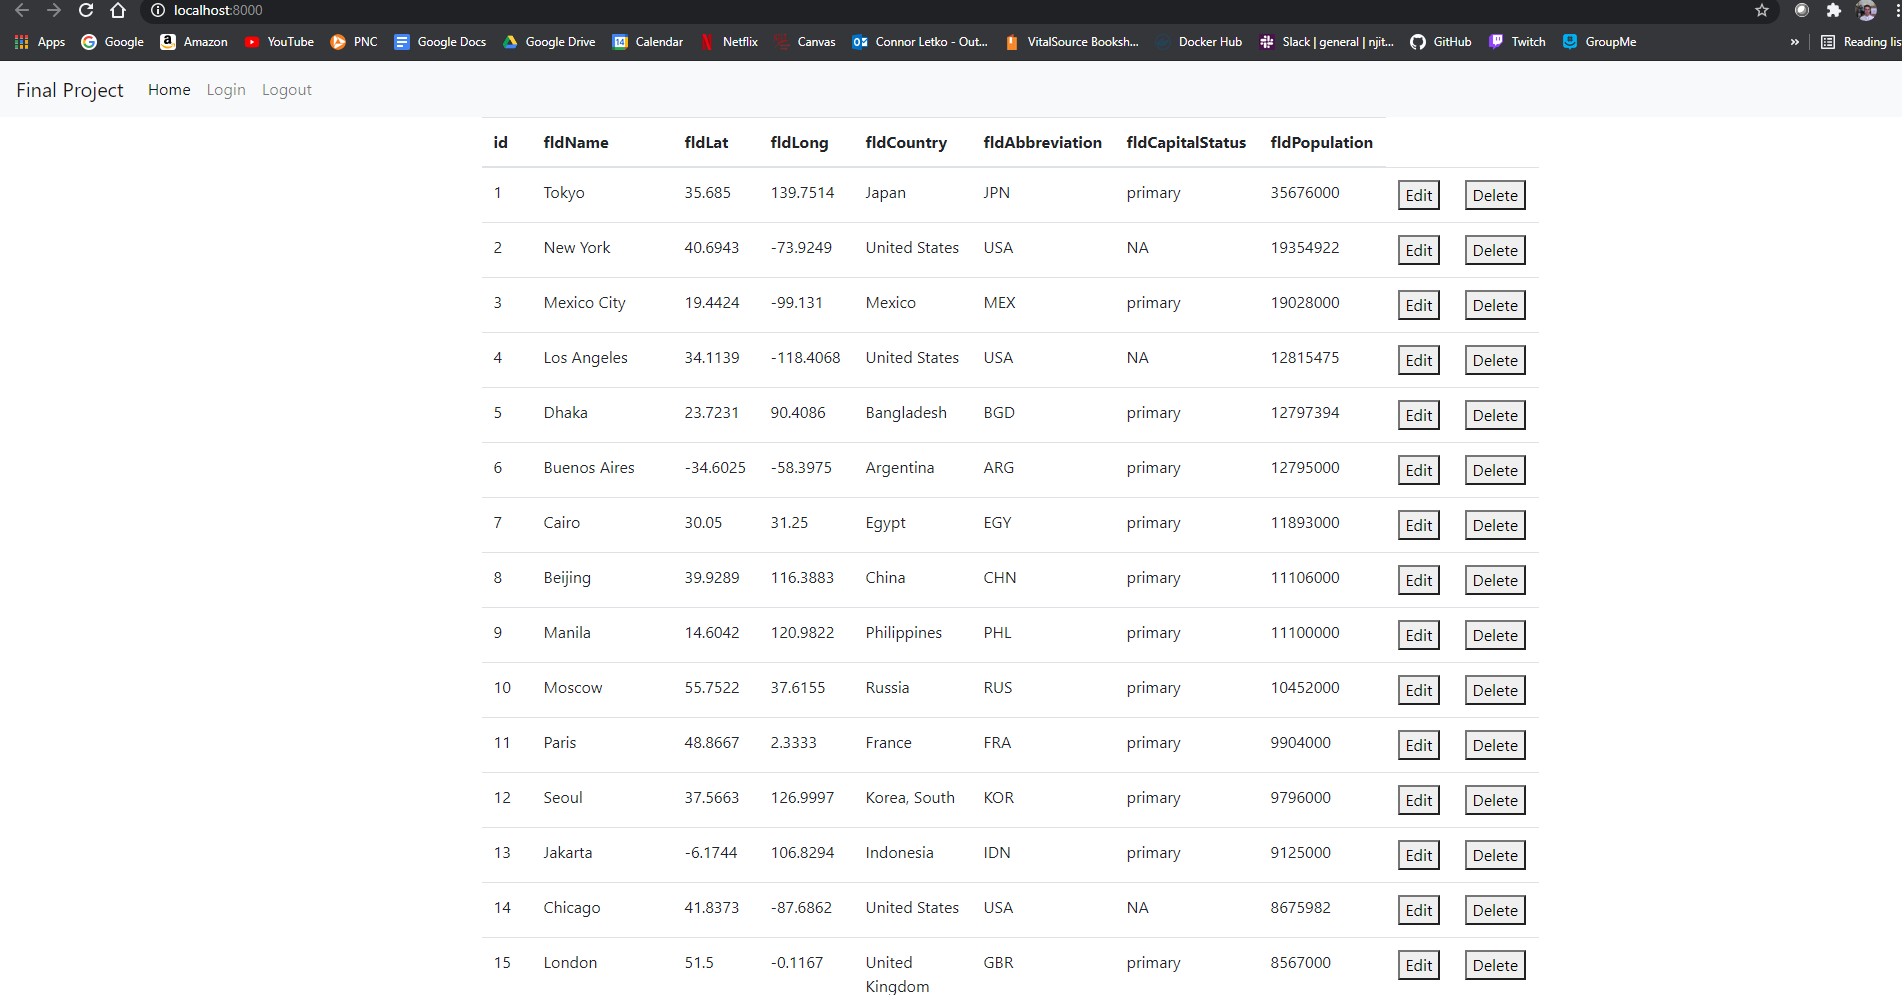 localhost:8000
Apps Google Amazon YouTube PNC Google Docs Google Drive Calendar Netflix Canvas Connor Letko - Out... VitalSource Booksh... Docker Hub Slack | general | njit... GitHub Twitch GroupMe » Reading lis
Final Project Home Login Logout
id fldName fldLat fldLong fldCountry fldAbbreviation fldCapitalStatus fldPopulation
1 Tokyo 35.685 139.7514 Japan JPN primary 35676000 Edit Delete
2 New York 40.6943 -73.9249 United States USA NA 19354922 Edit Delete
3 Mexico City 19.4424 -99.131 Mexico MEX primary 19028000 Edit Delete
4 Los Angeles 34.1139 -118.4068 United States USA NA 12815475 Edit Delete
5 Dhaka 23.7231 90.4086 Bangladesh BGD primary 12797394 Edit Delete
6 Buenos Aires -34.6025 -58.3975 Argentina ARG primary 12795000 Edit Delete
7 Cairo 30.05 31.25 Egypt EGY primary 11893000 Edit Delete
8 Beijing 39.9289 116.3883 China CHN primary 11106000 Edit Delete
9 Manila 14.6042 120.9822 Philippines PHL primary 11100000 Edit Delete
10 Moscow 55.7522 37.6155 Russia RUS primary 10452000 Edit Delete
11 Paris 48.8667 2.3333 France FRA primary 9904000 Edit Delete
12 Seoul 37.5663 126.9997 Korea, South KOR primary 9796000 Edit Delete
13 Jakarta -6.1744 106.8294 Indonesia IDN primary 9125000 Edit Delete
14 Chicago 41.8373 -87.6862 United States USA NA 8675982 Edit Delete
15 London 51.5 -0.1167 United Kingdom GBR primary 8567000 Edit Delete